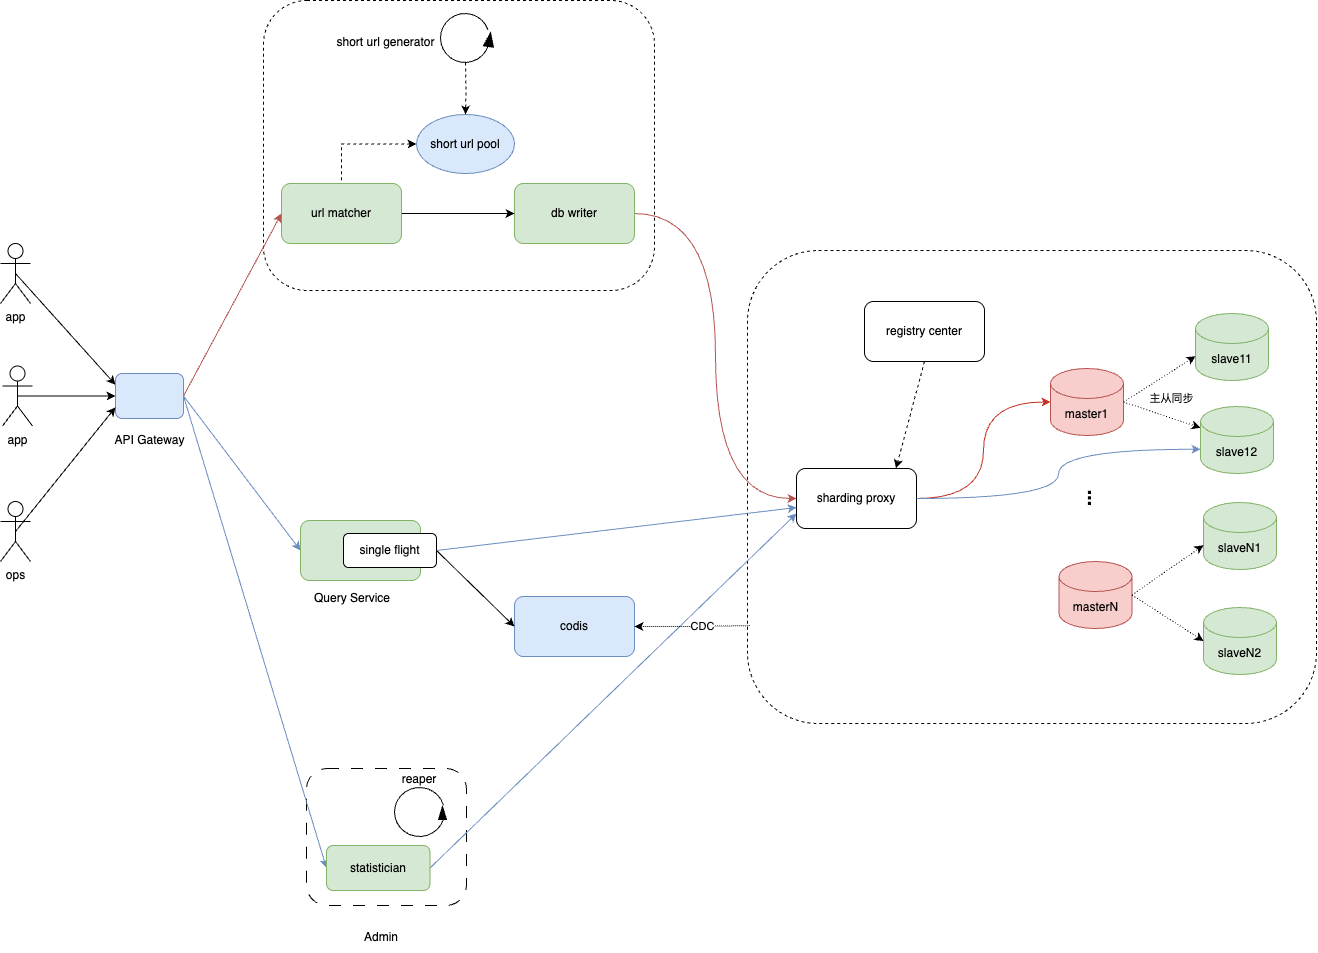 short url generator
short url pool
url matcher
db writer
app
registry center
slave11
主从同步
master1
app
API Gateway
slave12
sharding proxy
ops
single flight
Query Service
slaveN1
masterN
codis
CDC
slaveN2
reaper
statistician
Admin